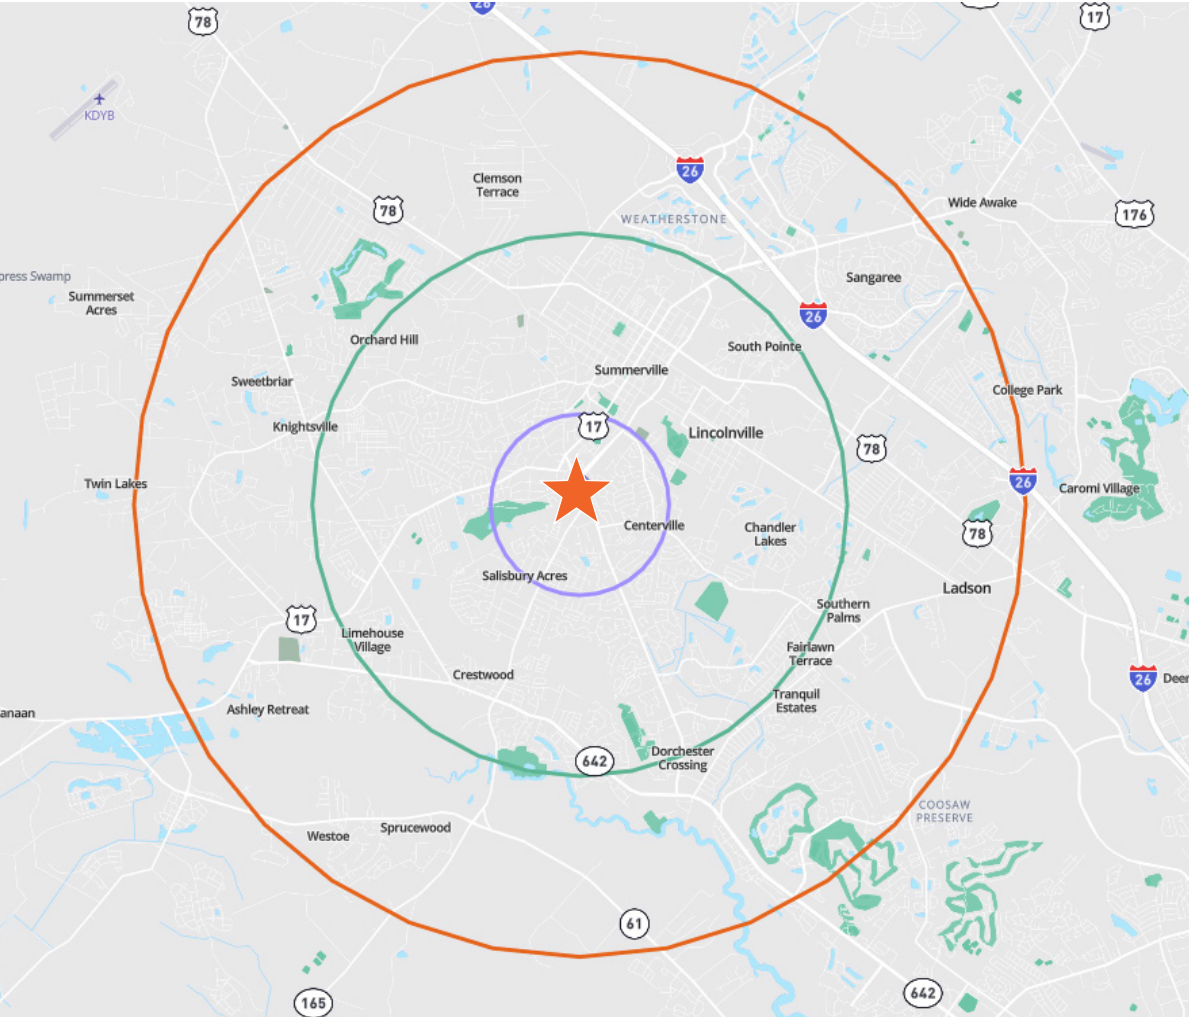 26
78
17
KDYB
Clemson
Terrace
26
WEATHERSTONE
78
Wide Awake
176
press Swamp
Summerset
Acres
Sangaree
26
Orchard Hill
South Pointe
Summerville
Sweetbriar
College Park
Knightsville
17
Lincolnville
78
Twin Lakes
26
Caromi Village
Centerville
Chandler
Lakes
78
Salisbury Acres
Ladson
17
Southern
Palms
Limehouse
Village
Fairlawn
Terrace
Crestwood
26
Deer
Tranquil
Estates
anaan
Ashley Retreat
642
Dorchester
Crossing
COOSAW
PRESERVE
Westoe
Sprucewood
61
165
642